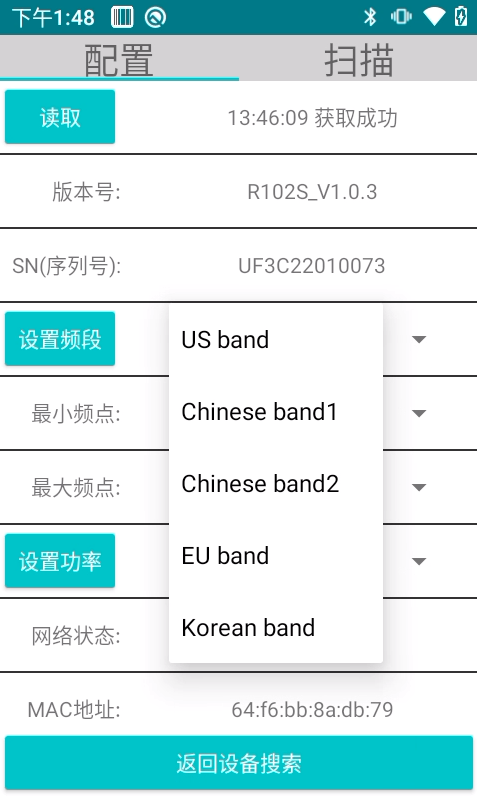 下午1:48
配置
扫描
读取
13:46:09 获取成功
版本号:
R102S_V1.0.3
SN(序列号):
UF3C22010073
设置频段
US band
最小频点:
Chinese band1
最大频点:
Chinese band2
设置功率
EU band
网络状态:
Korean band
MAC地址:
64:f6:bb:8a:db:79
返回设备搜索